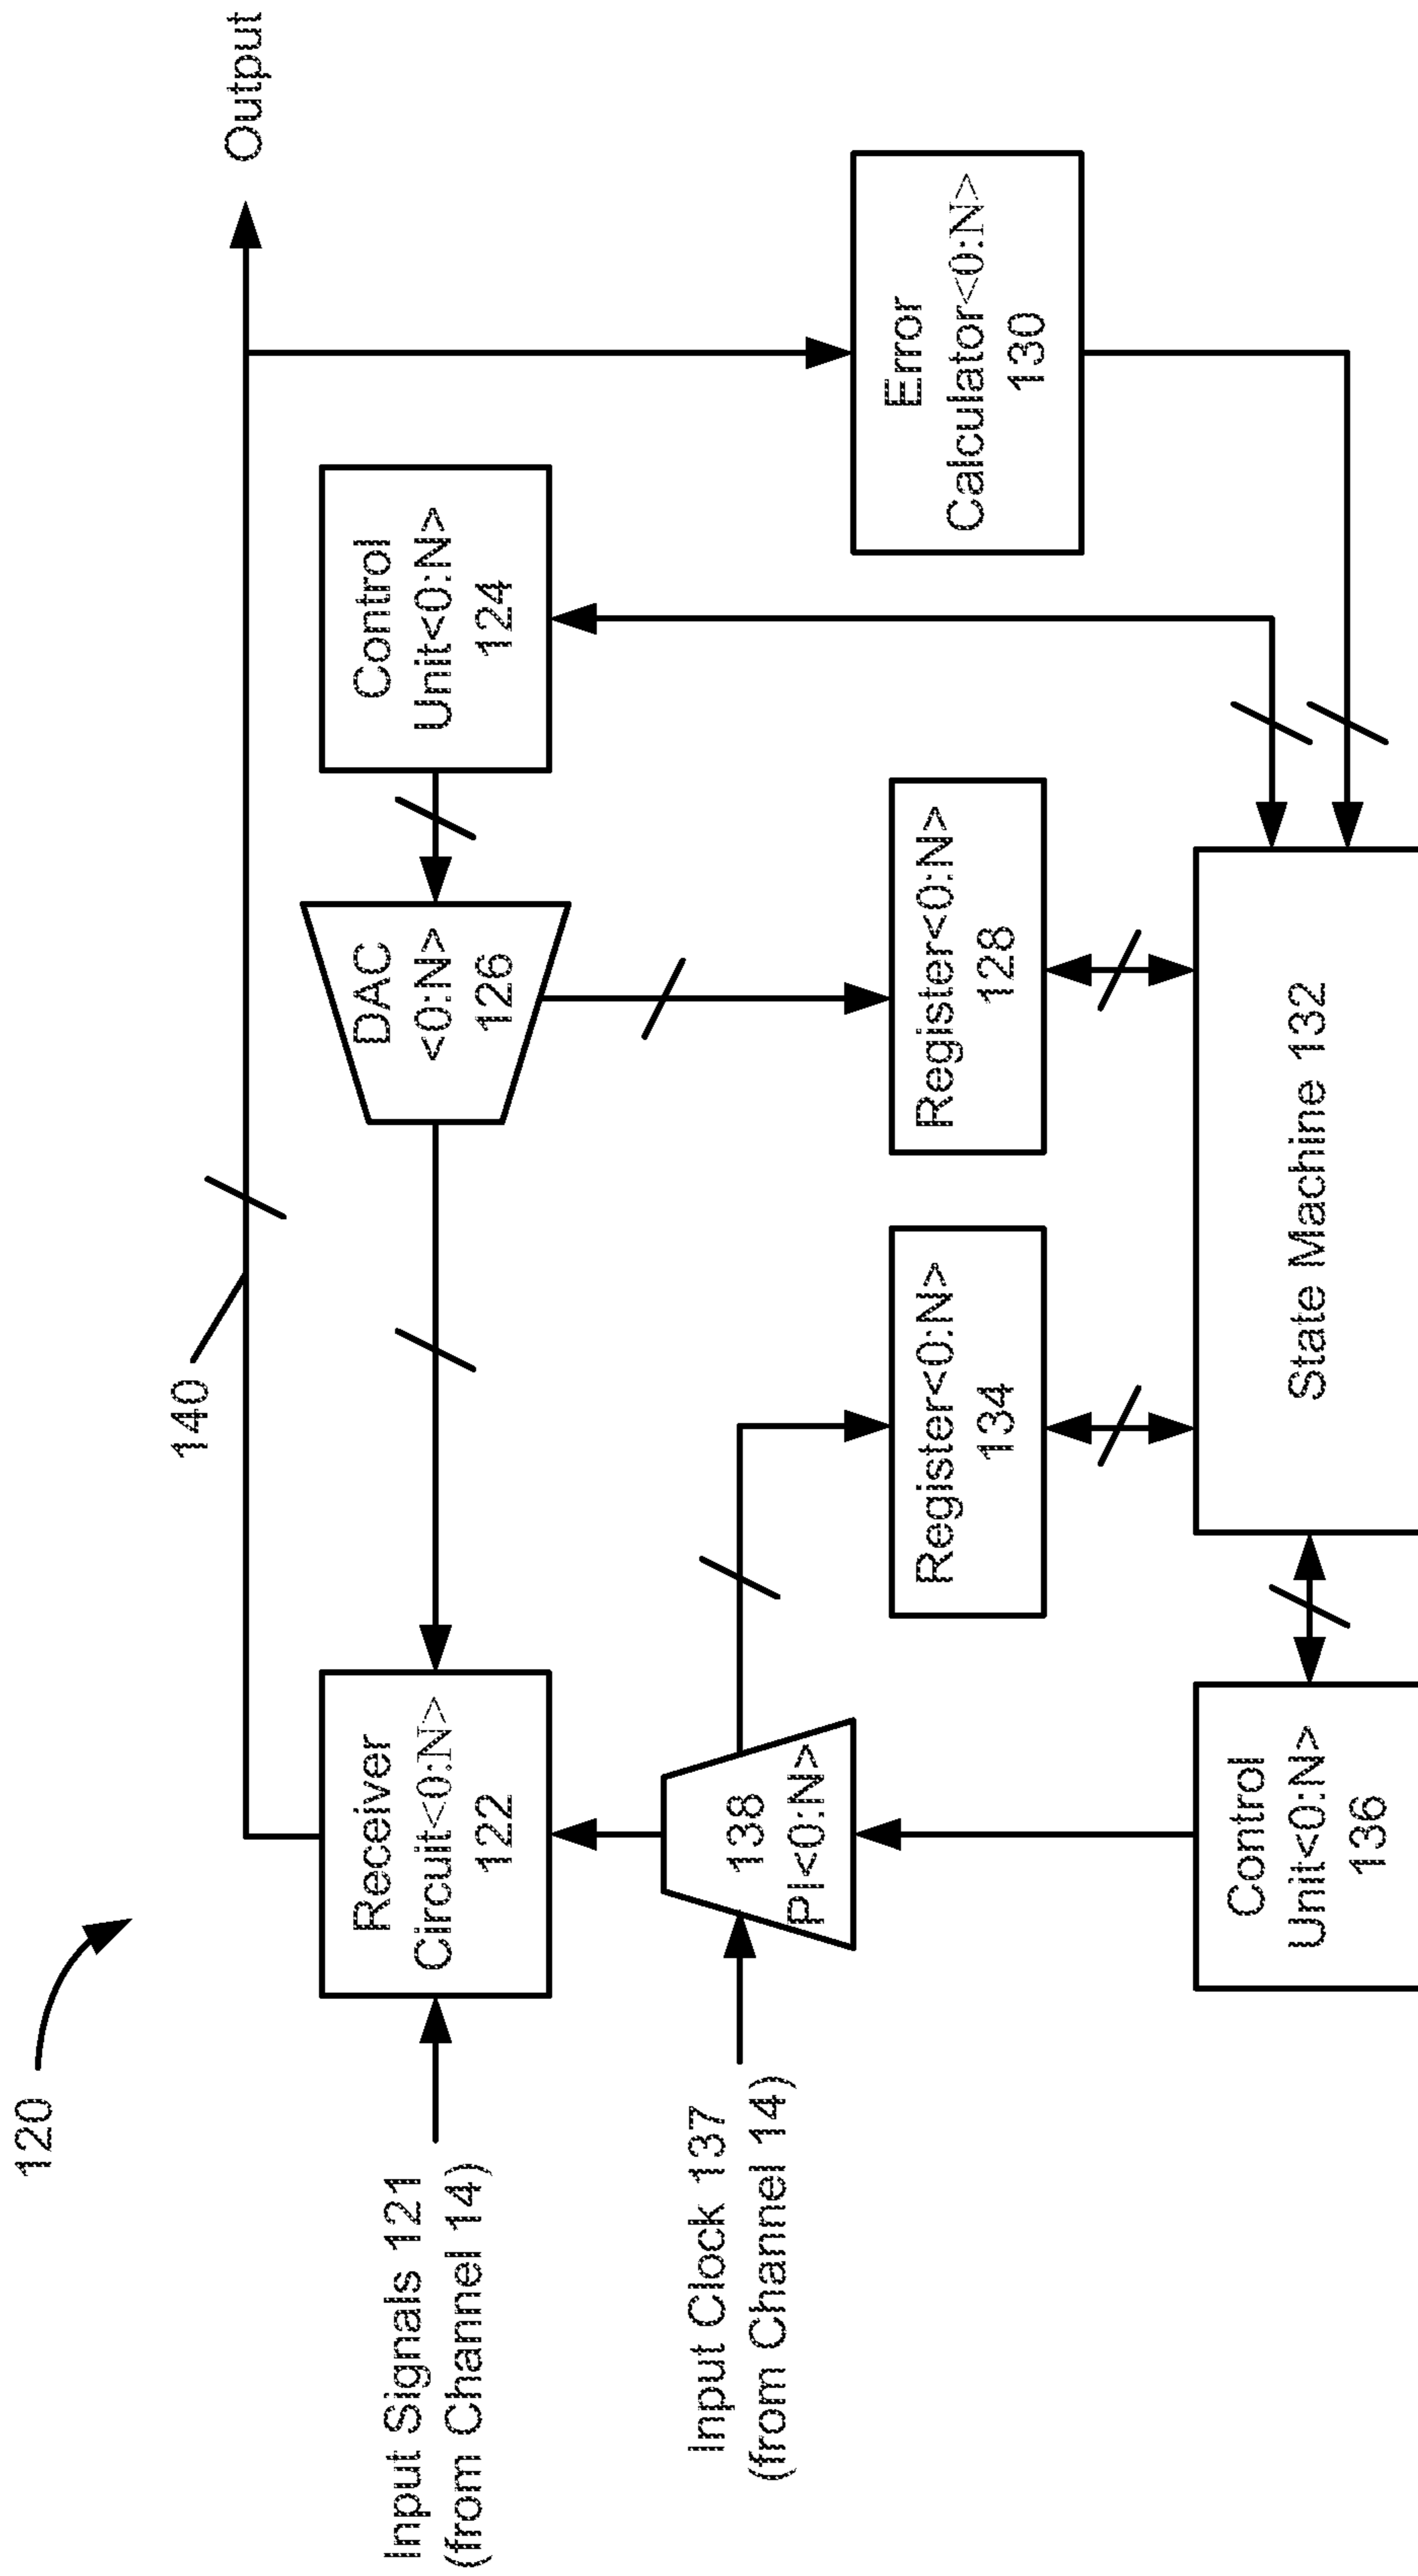 120
140
Output
Input Signals 121
(from Channel 14)
Receiver
Circuit<0:N>
122
DAC
<0:N>
126
Control
Unit<0:N>
124
Input Clock 137
(from Channel 14)
138
PI<0:N>
Register<0:N>
134
Register<0:N>
128
Error
Calculator<0:N>
130
Control
Unit<0:N>
136
State Machine 132